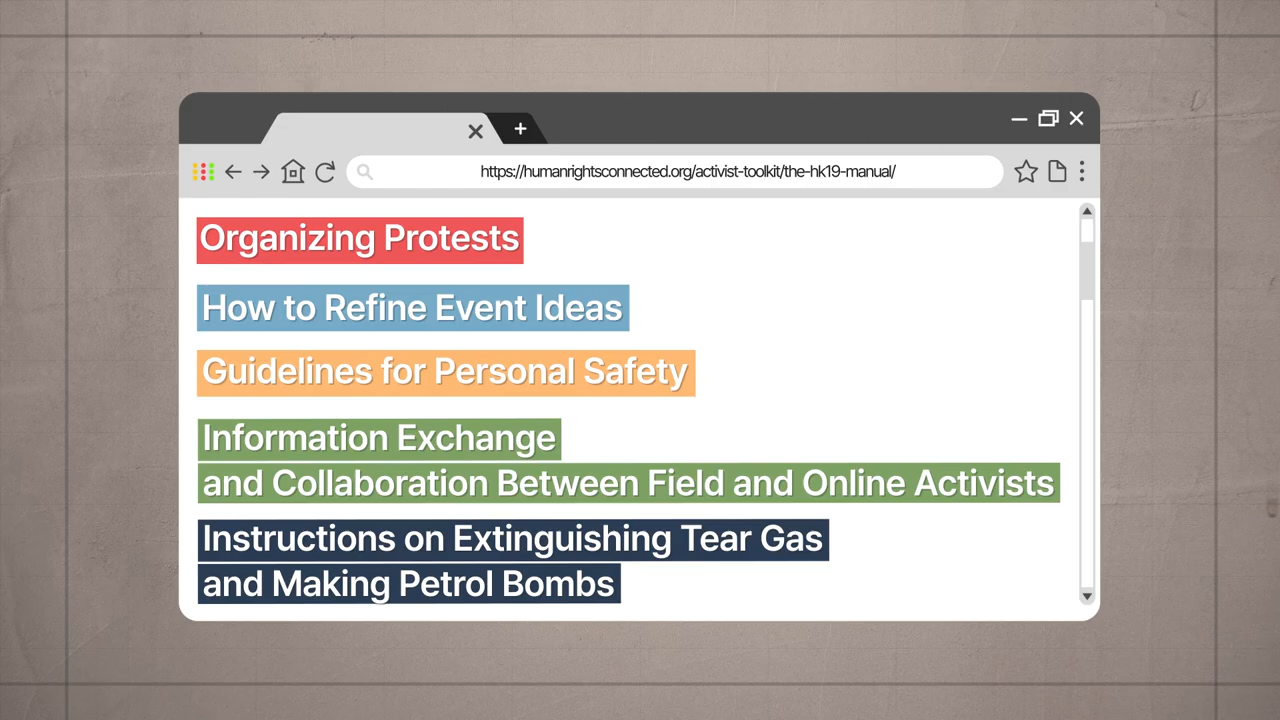 https://humanrightsconnected.org/activist-toolkit/the-hk19-manual/
Organizing Protests
How to Refine Event Ideas
Guidelines for Personal Safety
Information Exchange
and Collaboration Between Field and Online Activists
Instructions on Extinguishing Tear Gas
and Making Petrol Bombs